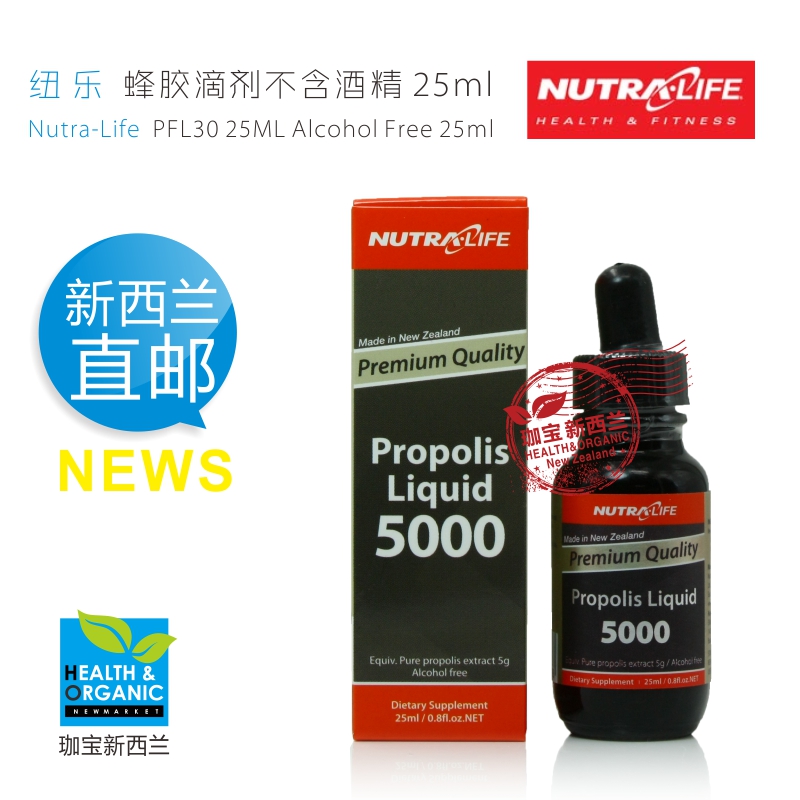 纽乐 蜂胶滴剂不含酒精 25ml
Nutra-Life PFL30 25ML Alcohol Free 25ml
NUTRA-LIFE
HEALTH & FITNESS
新西兰
直邮
NEWS
HEALTH &
ORGANIC
NEWMARKET
珈宝新西兰
NUTRA-LIFE
Made in New Zealand
Premium Quality
Propolis
Liquid
5000
Equiv. Pure propolis extract 5g
Alcohol free
Dietary Supplement
25ml / 0.8fl.oz.NET
珈宝新西兰
HEALTH&ORGANIC
New Zealand
NUTRA-LIFE
Made in New Zealand
Premium Quality
Propolis Liquid
5000
Equiv. Pure propolis extract 5g / Alcohol free
Dietary Supplement | 25ml / 0.8fl.oz.NET